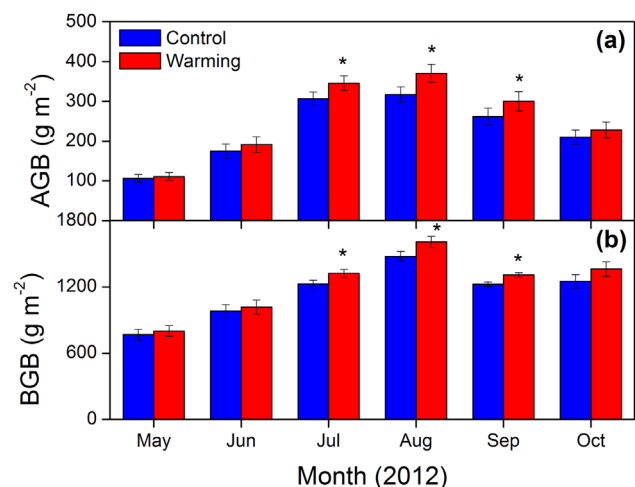 500
400
300
200
100
AGB (g m⁻²)
Control
Warming
(a)
*
*
*
1800
1200
600
0
BGB (g m⁻²)
(b)
*
*
*
May Jun Jul Aug Sep Oct
Month (2012)